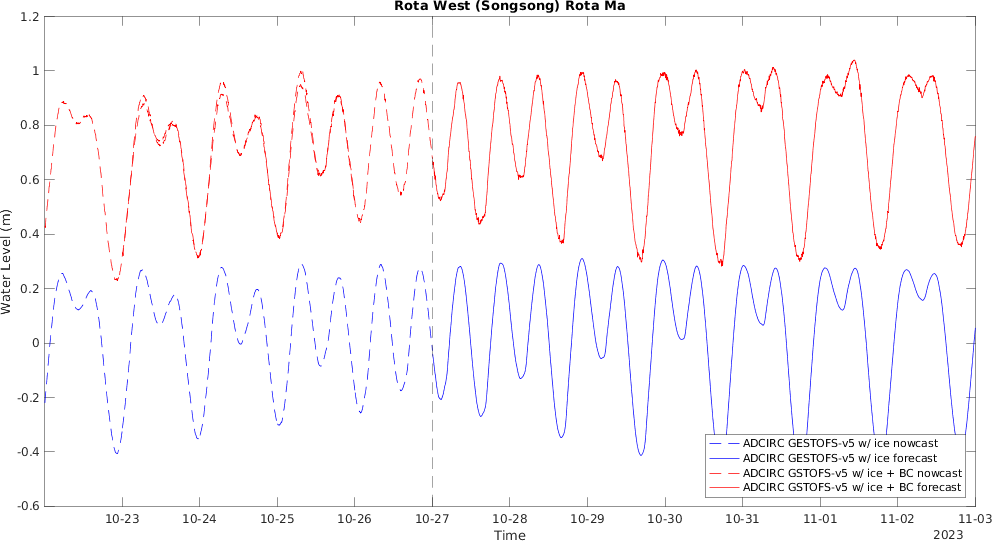 Rota West (Songsong) Rota Ma
1.2
1
0.8
0.6
0.4
0.2
0
-0.2
-0.4
-0.6
Water Level (m)
ADCIRC GESTOFS-v5 w/ ice nowcast
ADCIRC GESTOFS-v5 w/ ice forecast
ADCIRC GSTOFS-v5 w/ ice + BC nowcast
ADCIRC GSTOFS-v5 w/ ice + BC forecast
10-23 10-24 10-25 10-26 10-27 10-28 10-29 10-30 10-31 11-01 11-02 11-03
Time
2023